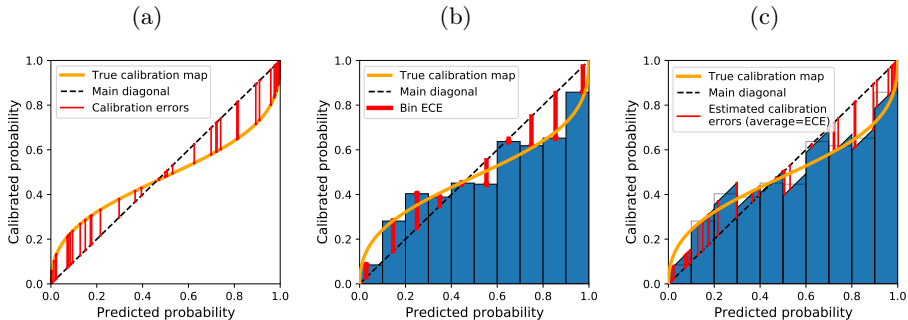 (a)
(b)
(c)
True calibration map
Main diagonal
Calibration errors
1.0
0.8
0.6
0.4
0.2
0.0
Calibrated probability
0.0 0.2 0.4 0.6 0.8 1.0
Predicted probability
True calibration map
Main diagonal
Bin ECE
1.0
0.8
0.6
0.4
0.2
0.0
Calibrated probability
0.0 0.2 0.4 0.6 0.8 1.0
Predicted probability
True calibration map
Main diagonal
Estimated calibration
errors (average=ECE)
1.0
0.8
0.6
0.4
0.2
0.0
Calibrated probability
0.0 0.2 0.4 0.6 0.8 1.0
Predicted probability